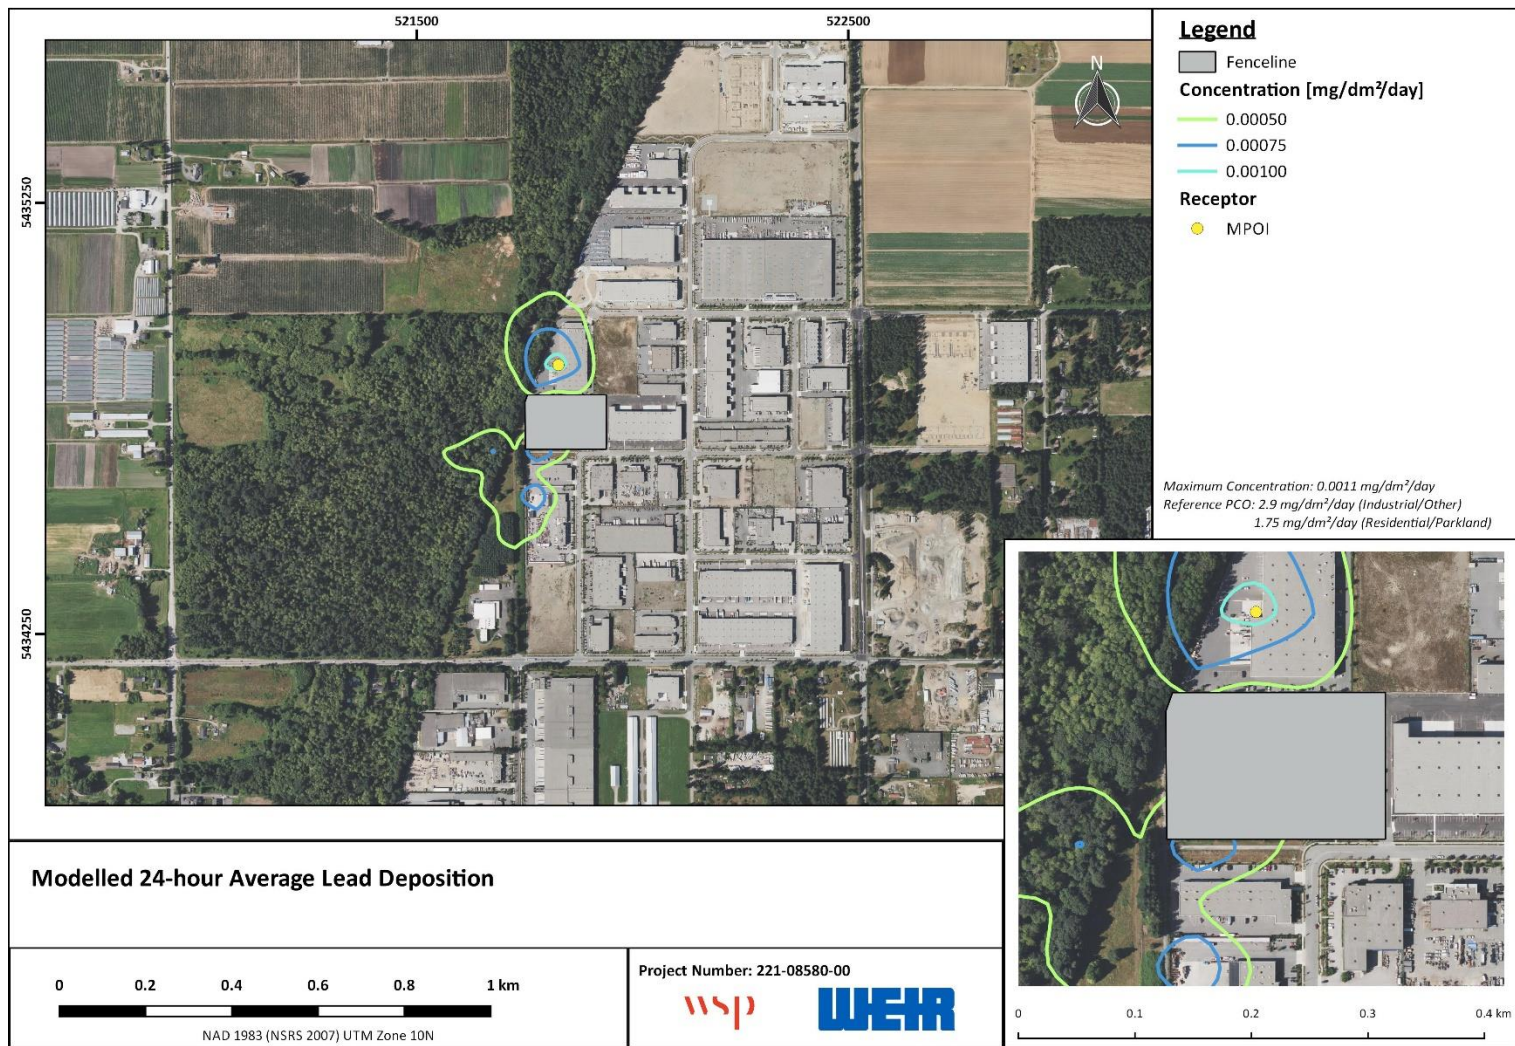 521500
522500
5435250
5434250
N
Legend
Fenceline
Concentration [mg/dm²/day]
0.00050
0.00075
0.00100
Receptor
MPOI
Maximum Concentration: 0.0011 mg/dm²/day
Reference PCO: 2.9 mg/dm²/day (Industrial/Other)
1.75 mg/dm²/day (Residential/Parkland)
Modelled 24-hour Average Lead Deposition
0 0.2 0.4 0.6 0.8 1 km
NAD 1983 (NSRS 2007) UTM Zone 10N
Project Number: 221-08580-00
wsp WEIR
0 0.1 0.2 0.3 0.4 km